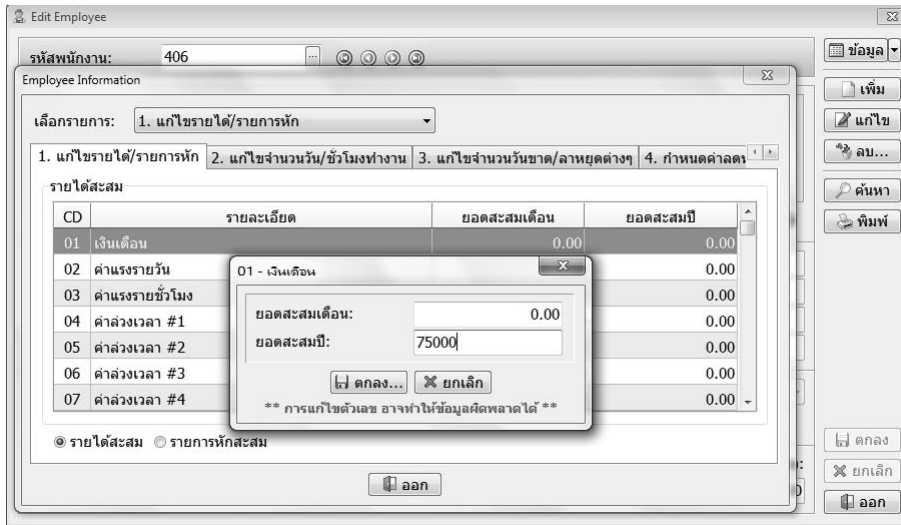 Edit Employee
รหัสพนักงาน: 406 ... ข้อมูล
Employee Information
เพิ่ม
เลือกรายการ: 1. แก้ไขรายได้/รายการหัก แก้ไข
1. แก้ไขรายได้/รายการหัก 2. แก้ไขจำนวนวัน/ชั่วโมงทำงาน 3. แก้ไขจำนวนวันขาด/ลาหยุดต่างๆ 4. กำหนดค่าลด ลบ...
รายได้สะสม ค้นหา
CD รายละเอียด ยอดสะสมเดือน ยอดสะสมปี พิมพ์
01 เงินเดือน 0.00 0.00
02 ค่าแรงรายวัน 0.00
03 ค่าแรงรายชั่วโมง 0.00
04 ค่าล่วงเวลา #1 0.00
05 ค่าล่วงเวลา #2 0.00
06 ค่าล่วงเวลา #3 0.00
07 ค่าล่วงเวลา #4 0.00
01 - เงินเดือน
ยอดสะสมเดือน: 0.00
ยอดสะสมปี: 75000
ตกลง... ยกเลิก
** การแก้ไขตัวเลข อาจทำให้ข้อมูลผิดพลาดได้ **
รายได้สะสม รายการหักสะสม ตกลง
ยกเลิก
ออก ออก